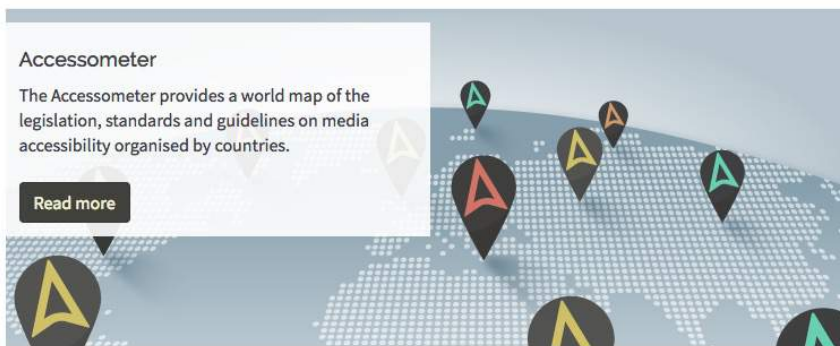 Accessometer
The Accessometer provides a world map of the
legislation, standards and guidelines on media
accessibility organised by countries.
Read more